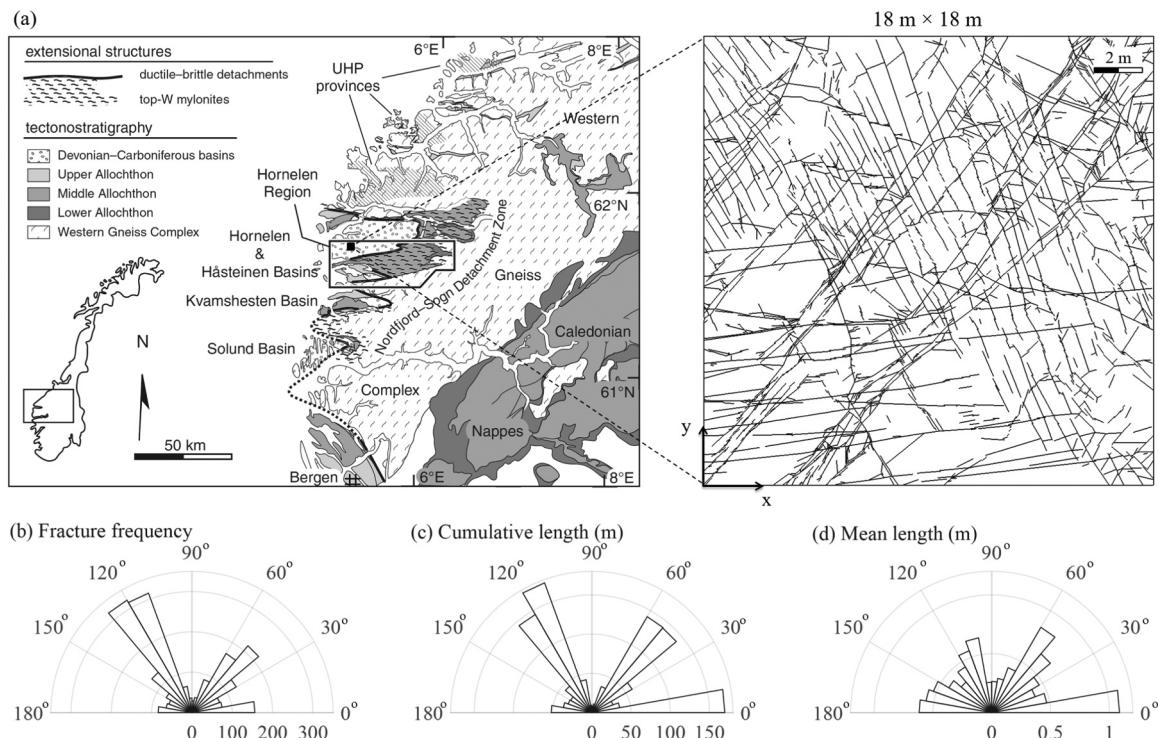 (a)
extensional structures
ductile–brittle detachments
top-W mylonites
tectonostratigraphy
Devonian–Carboniferous basins
Upper Allochthon
Middle Allochthon
Lower Allochthon
Western Gneiss Complex
N
50 km
6°E
8°E
UHP
provinces
Western
Hornelen
Region
62°N
Hornelen
&
Håsteinen Basins
Nordfjord–Sogn Detachment Zone
Gneiss
Kvamshesten Basin
Solund Basin
Caledonian
Complex
61°N
Nappes
Bergen
6°E
8°E
18 m × 18 m
2 m
y
x
(b) Fracture frequency
90°
120°
60°
150°
30°
180°
0°
0 100 200 300
(c) Cumulative length (m)
90°
120°
60°
150°
30°
180°
0°
0 50 100 150
(d) Mean length (m)
90°
120°
60°
150°
30°
180°
0°
0 0.5 1